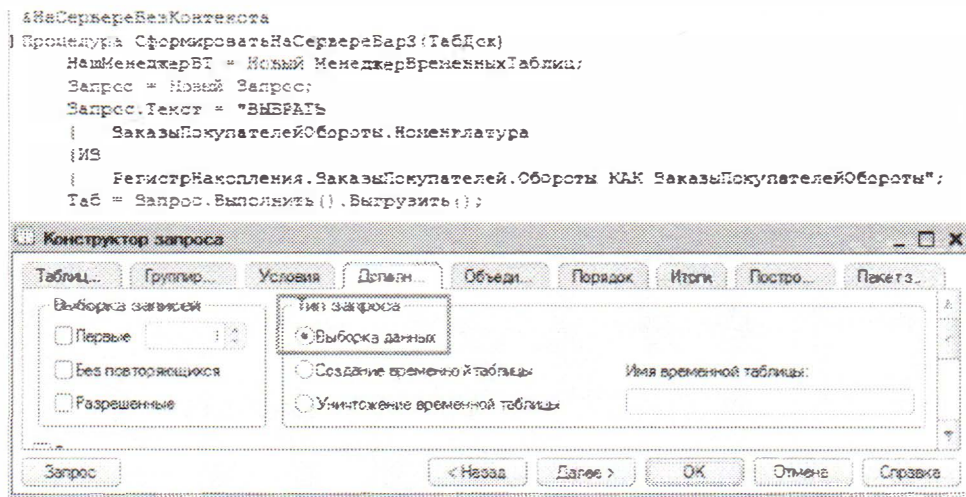 &НаСервереБезКонтекста
Процедура СформироватьНаСервереВар3(ТабДок)
НашМенеджерВТ = Новый МенеджерВременныхТаблиц;
Запрос = Новый Запрос;
Запрос.Текст = "ВЫБРАТЬ
| ЗаказыПокупателейОбороты.Номенклатура
|ИЗ
| РегистрНакопления.ЗаказыПокупателей.Обороты КАК ЗаказыПокупателейОбороты";
Таб = Запрос.Выполнить().Выгрузить();
Конструктор запроса
Таблиц... Группир... Условия Дополн... Объеди... Порядок Итоги Постро... Пакет з...
Выборка записей Тип запроса
Первые 1 Выборка данных
Без повторяющихся Создание временной таблицы Имя временной таблицы:
Разрешенные Уничтожение временной таблицы
Запрос < Назад Далее > ОК Отмена Справка